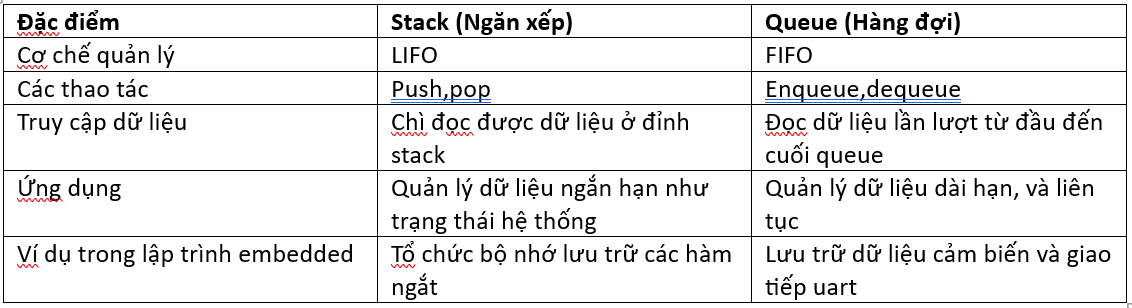 Đặc điểm
Stack (Ngăn xếp)
Queue (Hàng đợi)
Cơ chế quản lý
LIFO
FIFO
Các thao tác
Push,pop
Enqueue,dequeue
Truy cập dữ liệu
Chì đọc được dữ liệu ở đỉnh
stack
Đọc dữ liệu lần lượt từ đầu đến
cuối queue
Ứng dụng
Quản lý dữ liệu ngắn hạn như
trạng thái hệ thống
Quản lý dữ liệu dài hạn, và liên
tục
Ví dụ trong lập trình embedded
Tổ chức bộ nhớ lưu trữ các hàm
ngắt
Lưu trữ dữ liệu cảm biến và giao
tiếp uart